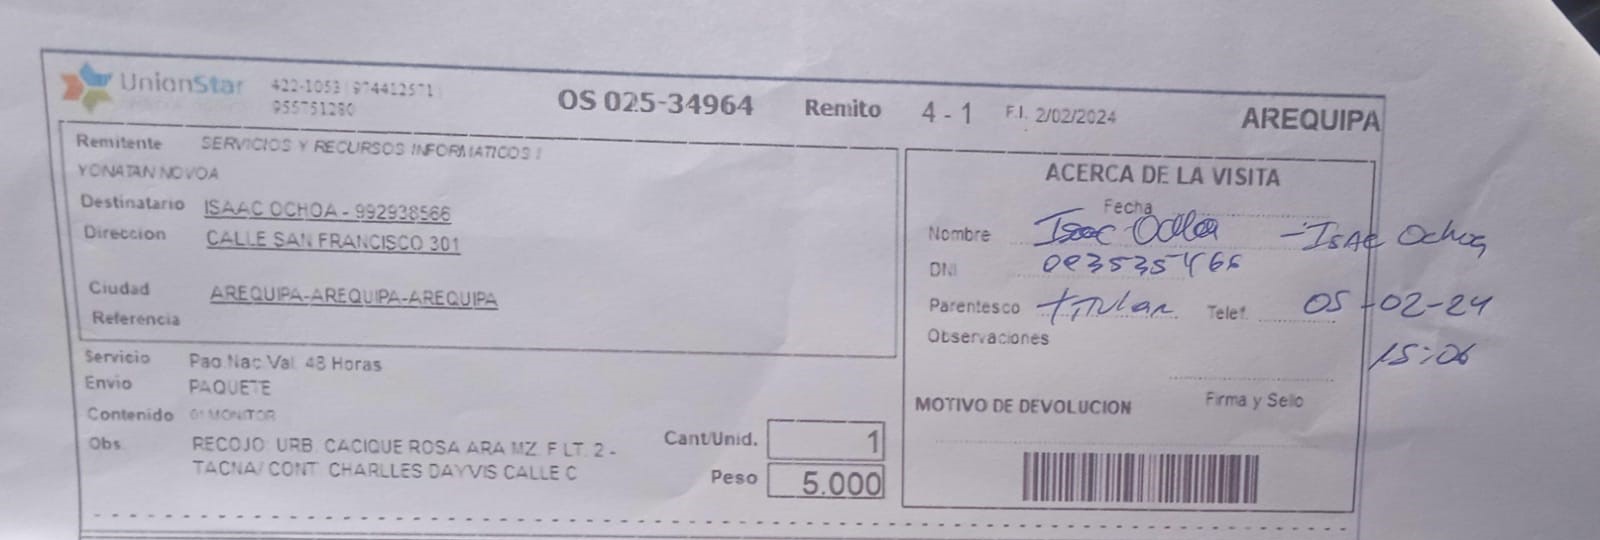 UnionStar 422-1053 | 974412571 |
955751280
OS 025-34964 Remito 4 - 1 F.I. 2/02/2024 AREQUIPA
Remitente SERVICIOS Y RECURSOS INFORMATICOS I
YONATAN NOVOA
Destinatario ISAAC OCHOA - 992938566
Direccion CALLE SAN FRANCISCO 301
Ciudad AREQUIPA-AREQUIPA-AREQUIPA
Referencia
Servicio Paq.Nac.Val. 48 Horas
Envio PAQUETE
Contenido 01 MONITOR
Obs. RECOJO: URB. CACIQUE ROSA ARA MZ. F LT. 2 -
TACNA/ CONT. CHARLLES DAYVIS CALLE C
Cant/Unid. 1
Peso 5.000
ACERCA DE LA VISITA
Fecha
Nombre Isaac Ochoa - ISAAC Ochoa
DNI
Parentesco titular Telef. 05-02-24
Observaciones 15:06
Firma y Sello
MOTIVO DE DEVOLUCION